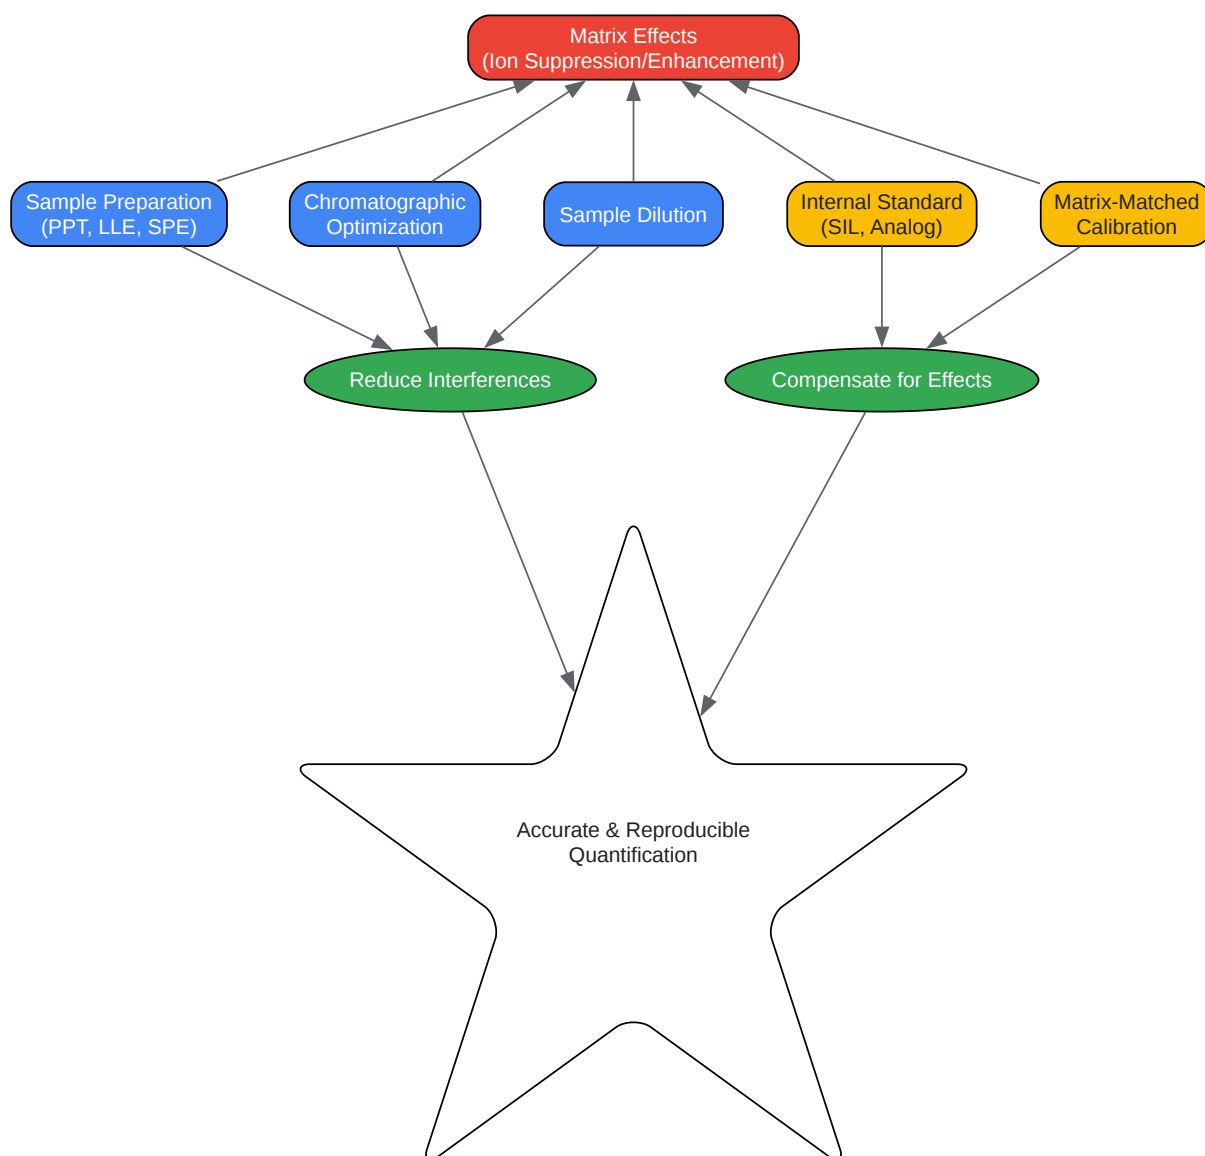 Matrix Effects
(Ion Suppression/Enhancement)
Sample Preparation
(PPT, LLE, SPE)
Chromatographic
Optimization
Sample Dilution
Internal Standard
(SIL, Analog)
Matrix-Matched
Calibration
Reduce Interferences
Compensate for Effects
Accurate & Reproducible
Quantification